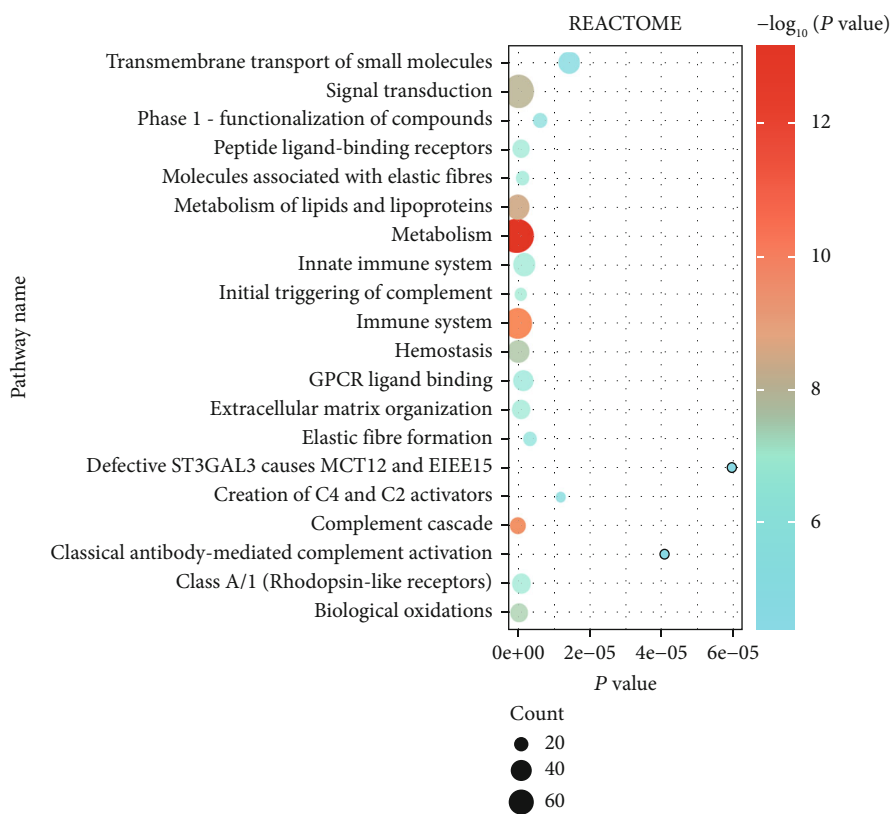 REACTOME
−log₁₀ (P value)
Transmembrane transport of small molecules
Signal transduction
Phase 1 - functionalization of compounds
Peptide ligand-binding receptors
Molecules associated with elastic fibres
Metabolism of lipids and lipoproteins
Metabolism
Innate immune system
Initial triggering of complement
Immune system
Hemostasis
GPCR ligand binding
Extracellular matrix organization
Elastic fibre formation
Defective ST3GAL3 causes MCT12 and EIEE15
Creation of C4 and C2 activators
Complement cascade
Classical antibody-mediated complement activation
Class A/1 (Rhodopsin-like receptors)
Biological oxidations
Pathway name
12
10
8
6
0e+00 2e-05 4e-05 6e-05
P value
Count
20
40
60